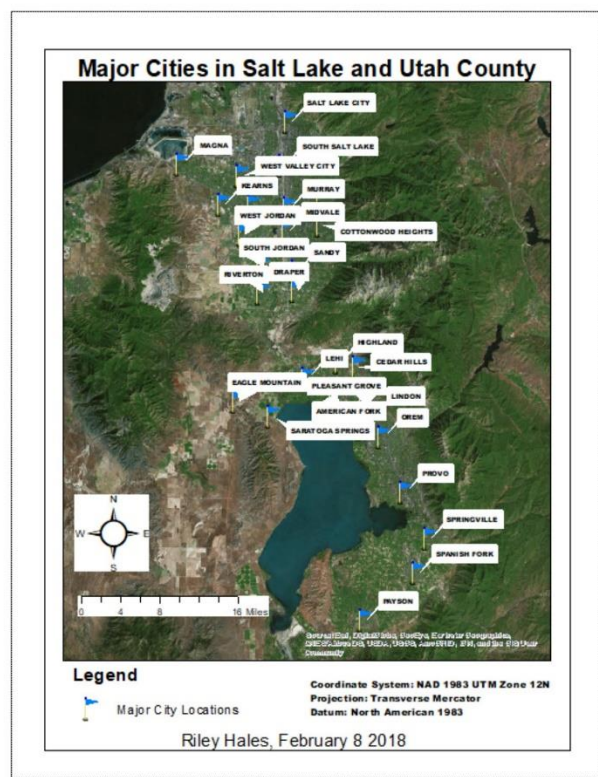 Major Cities in Salt Lake and Utah County
SALT LAKE CITY
MAGNA
SOUTH SALT LAKE
WEST VALLEY CITY
KEARNS
MURRAY
WEST JORDAN
MIDVALE
COTTONWOOD HEIGHTS
SOUTH JORDAN
SANDY
RIVERTON
DRAPER
HIGHLAND
LEHI
CEDAR HILLS
EAGLE MOUNTAIN
PLEASANT GROVE
LINDON
AMERICAN FORK
SARATOGA SPRINGS
OREM
PROVO
SPRINGVILLE
SPANISH FORK
PAYSON
N
W E
S
0 4 8 16 Miles
Community
Legend
Major City Locations
Coordinate System: NAD 1983 UTM Zone 12N
Projection: Transverse Mercator
Datum: North American 1983
Riley Hales, February 8 2018